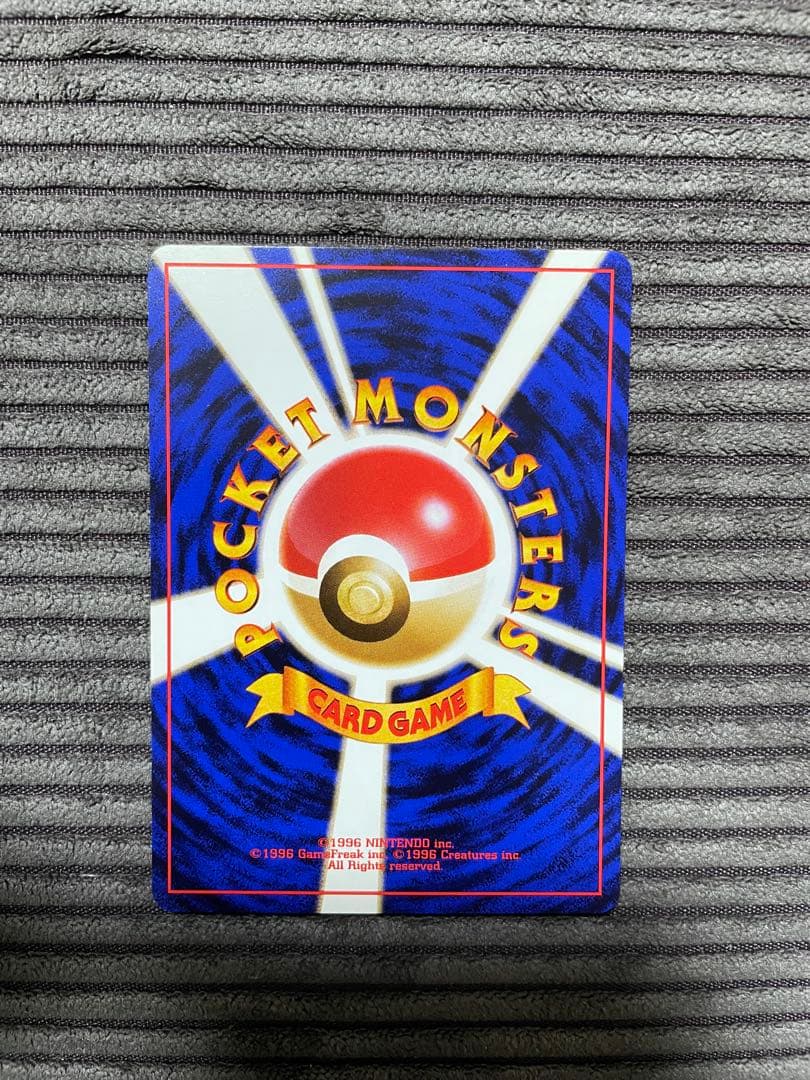 POCKET MONSTERS
CARD GAME
©1996 NINTENDO inc.
©1996 GameFreak inc. ©1996 Creatures inc.
All Rights reserved.